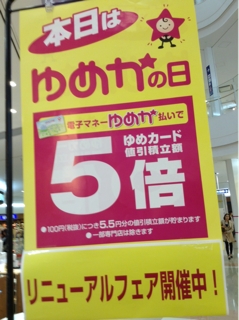 本日は
ゆめかの日
電子マネーゆめか払いで
5倍
ゆめカード
値引積立額
●100円(税抜)につき5.5円分の値引積立額が貯まります
●一部専門店は除きます
リニューアルフェア開催中!